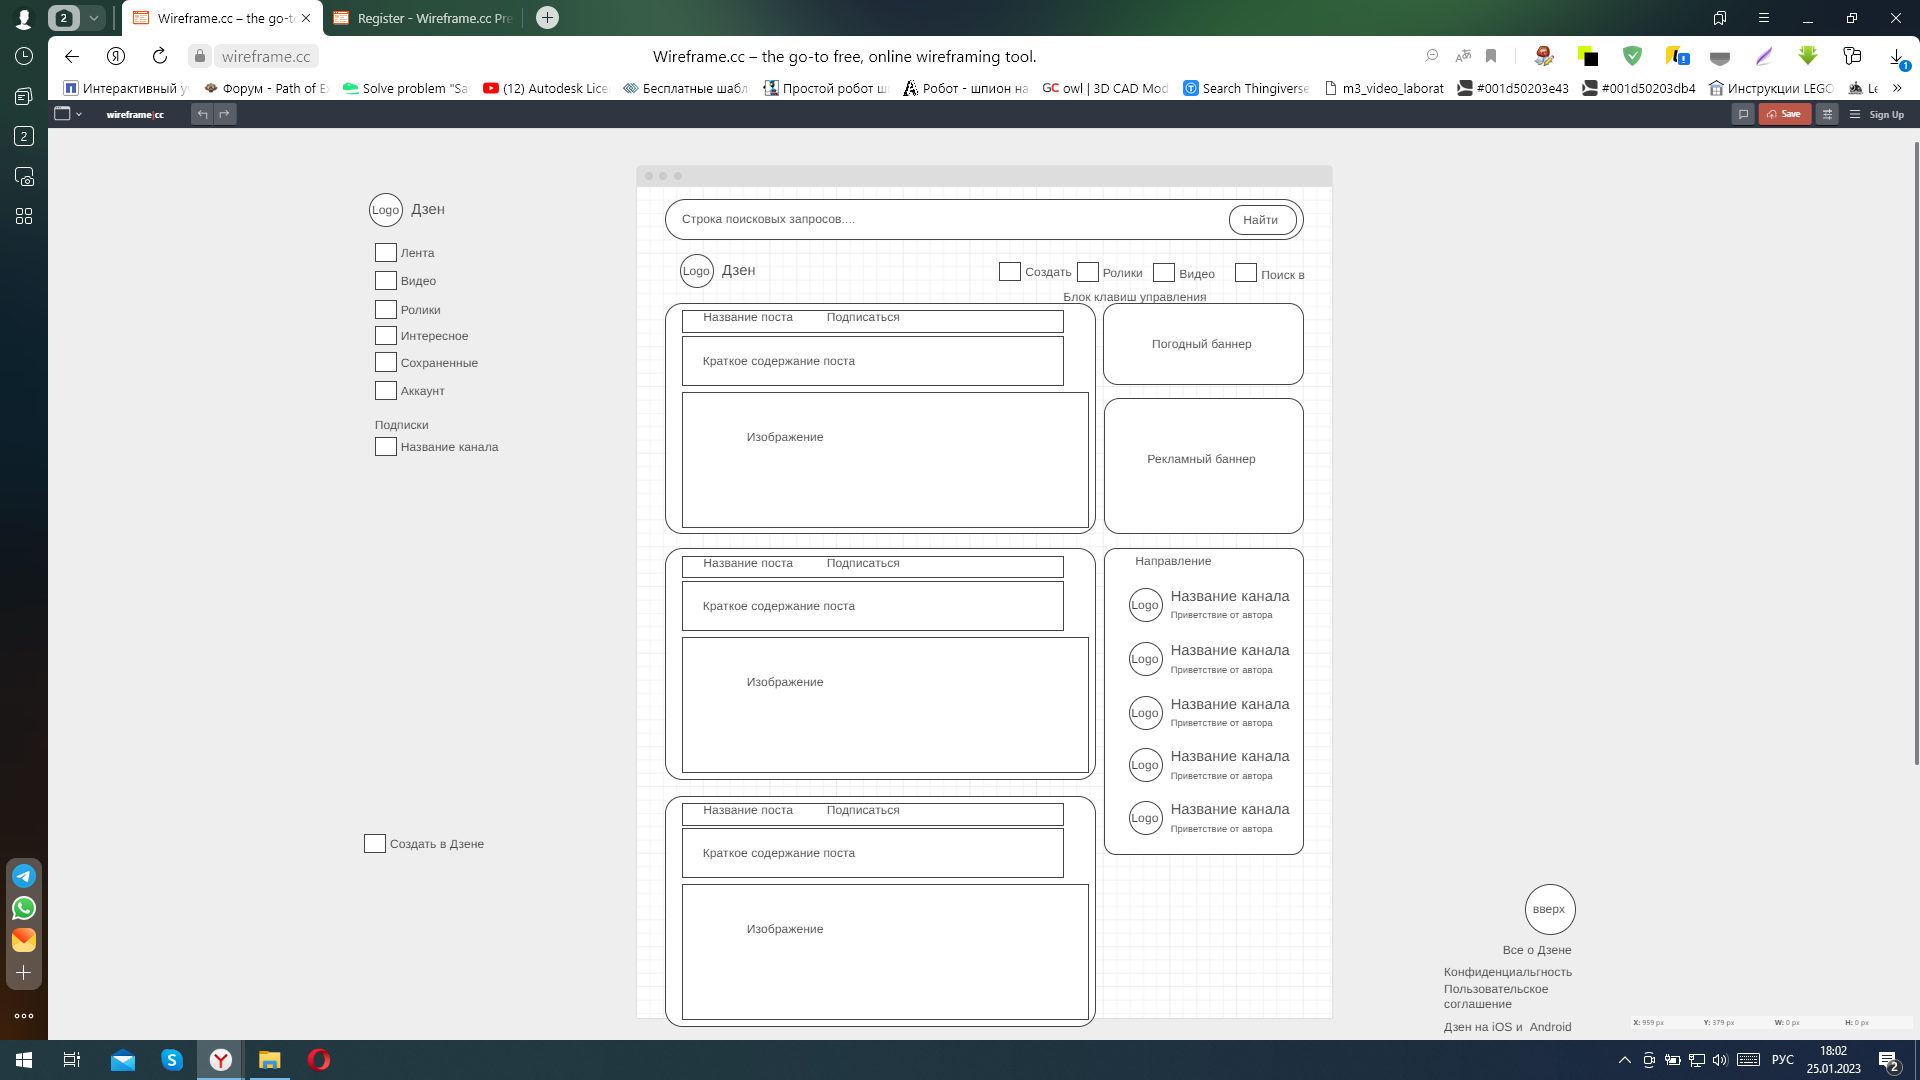 2
Wireframe.cc – the go-to
Register - Wireframe.cc Pre
wireframe.cc
Wireframe.cc – the go-to free, online wireframing tool.
1
Интерактивный у
Форум - Path of Ex
Solve problem "Sa
(12) Autodesk Lice
Бесплатные шабл
Простой робот ш
Робот - шпион на
GC owl | 3D CAD Mod
Search Thingiverse
m3_video_laborat
#001d50203e43
#001d50203db4
Инструкции LEGO
Le
wireframe|cc
Save
Sign Up
2
Logo Дзен
Лента
Видео
Ролики
Интересное
Сохраненные
Аккаунт
Подписки
Название канала
Создать в Дзене
Строка поисковых запросов....
Найти
Logo Дзен
Создать
Ролики
Видео
Поиск в
Блок клавиш управления
Название поста Подписаться
Краткое содержание поста
Изображение
Погодный баннер
Рекламный баннер
Название поста Подписаться
Краткое содержание поста
Изображение
Направление
Logo Название канала
Приветствие от автора
Logo Название канала
Приветствие от автора
Logo Название канала
Приветствие от автора
Logo Название канала
Приветствие от автора
Logo Название канала
Приветствие от автора
Название поста Подписаться
Краткое содержание поста
Изображение
вверх
Все о Дзене
Конфиденциальгность
Пользовательское
соглашение
Дзен на iOS и Android
X: 959 px Y: 379 px W: 0 px H: 0 px
РУС
18:02
25.01.2023
2